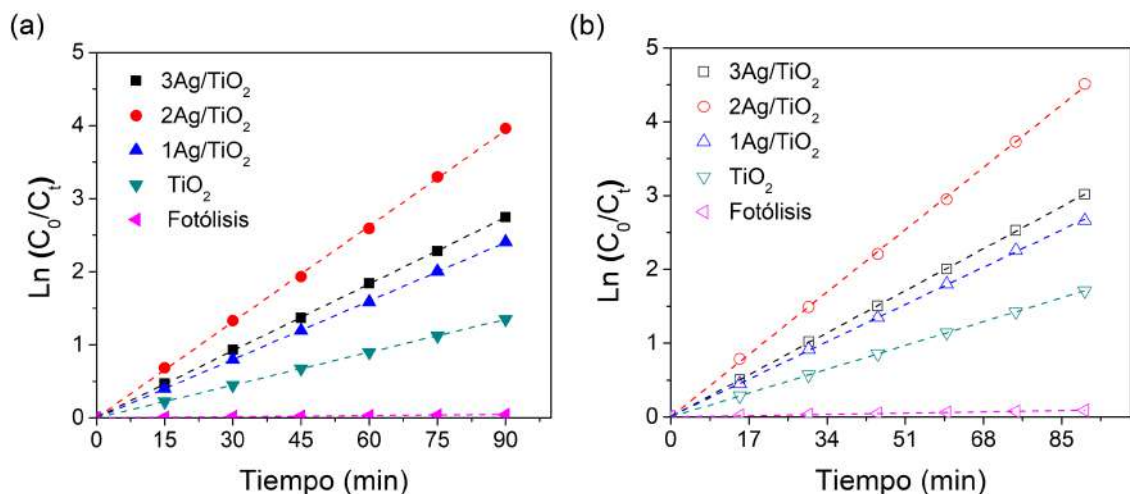 (a)
5
4
3
2
1
0
Ln (C₀/Cₜ)
3Ag/TiO₂
2Ag/TiO₂
1Ag/TiO₂
TiO₂
Fotólisis
0 15 30 45 60 75 90
Tiempo (min)
(b)
5
4
3
2
1
0
Ln (C₀/Cₜ)
3Ag/TiO₂
2Ag/TiO₂
1Ag/TiO₂
TiO₂
Fotólisis
0 17 34 51 68 85
Tiempo (min)